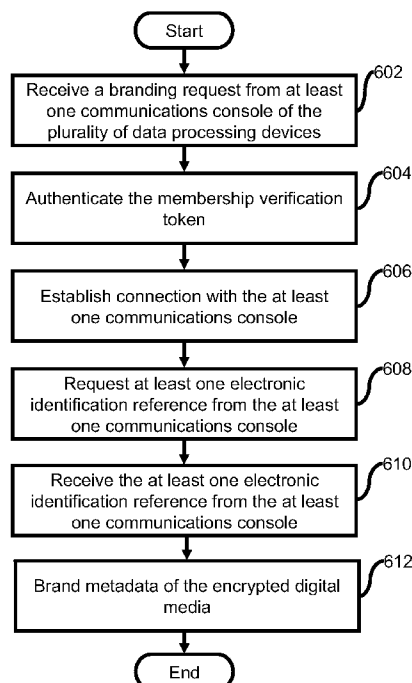 Start
602
Receive a branding request from at least
one communications console of the
plurality of data processing devices
604
Authenticate the membership verification
token
606
Establish connection with the at least
one communications console
608
Request at least one electronic
identification reference from the at least
one communications console
610
Receive the at least one electronic
identification reference from the at least
one communications console
612
Brand metadata of the encrypted digital
media
End